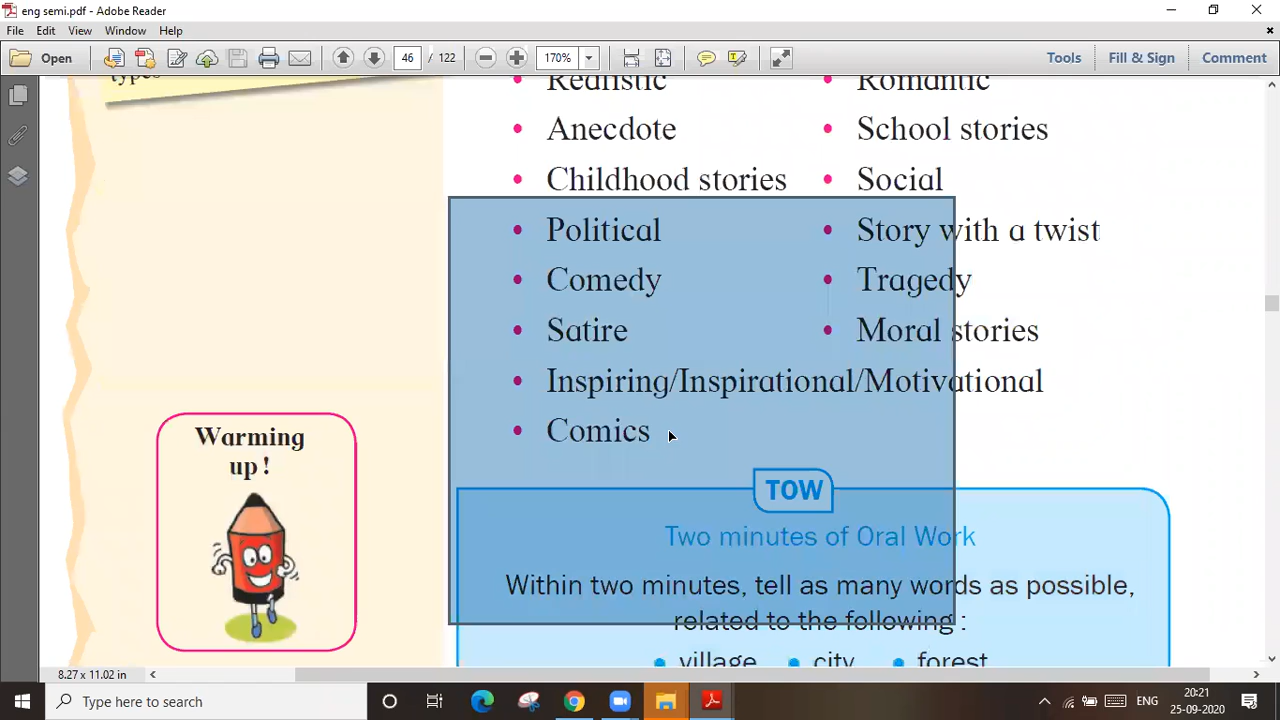 eng semi.pdf - Adobe Reader
File Edit View Window Help
Open 46 / 122 170% Tools Fill & Sign Comment
types
Realistic Romantic
• Anecdote • School stories
• Childhood stories • Social
• Political • Story with a twist
• Comedy • Tragedy
• Satire • Moral stories
• Inspiring/Inspirational/Motivational
• Comics
Warming
up !
TOW
Two minutes of Oral Work
Within two minutes, tell as many words as possible,
related to the following :
• village • city • forest
8.27 x 11.02 in
Type here to search
ENG
20:21
25-09-2020